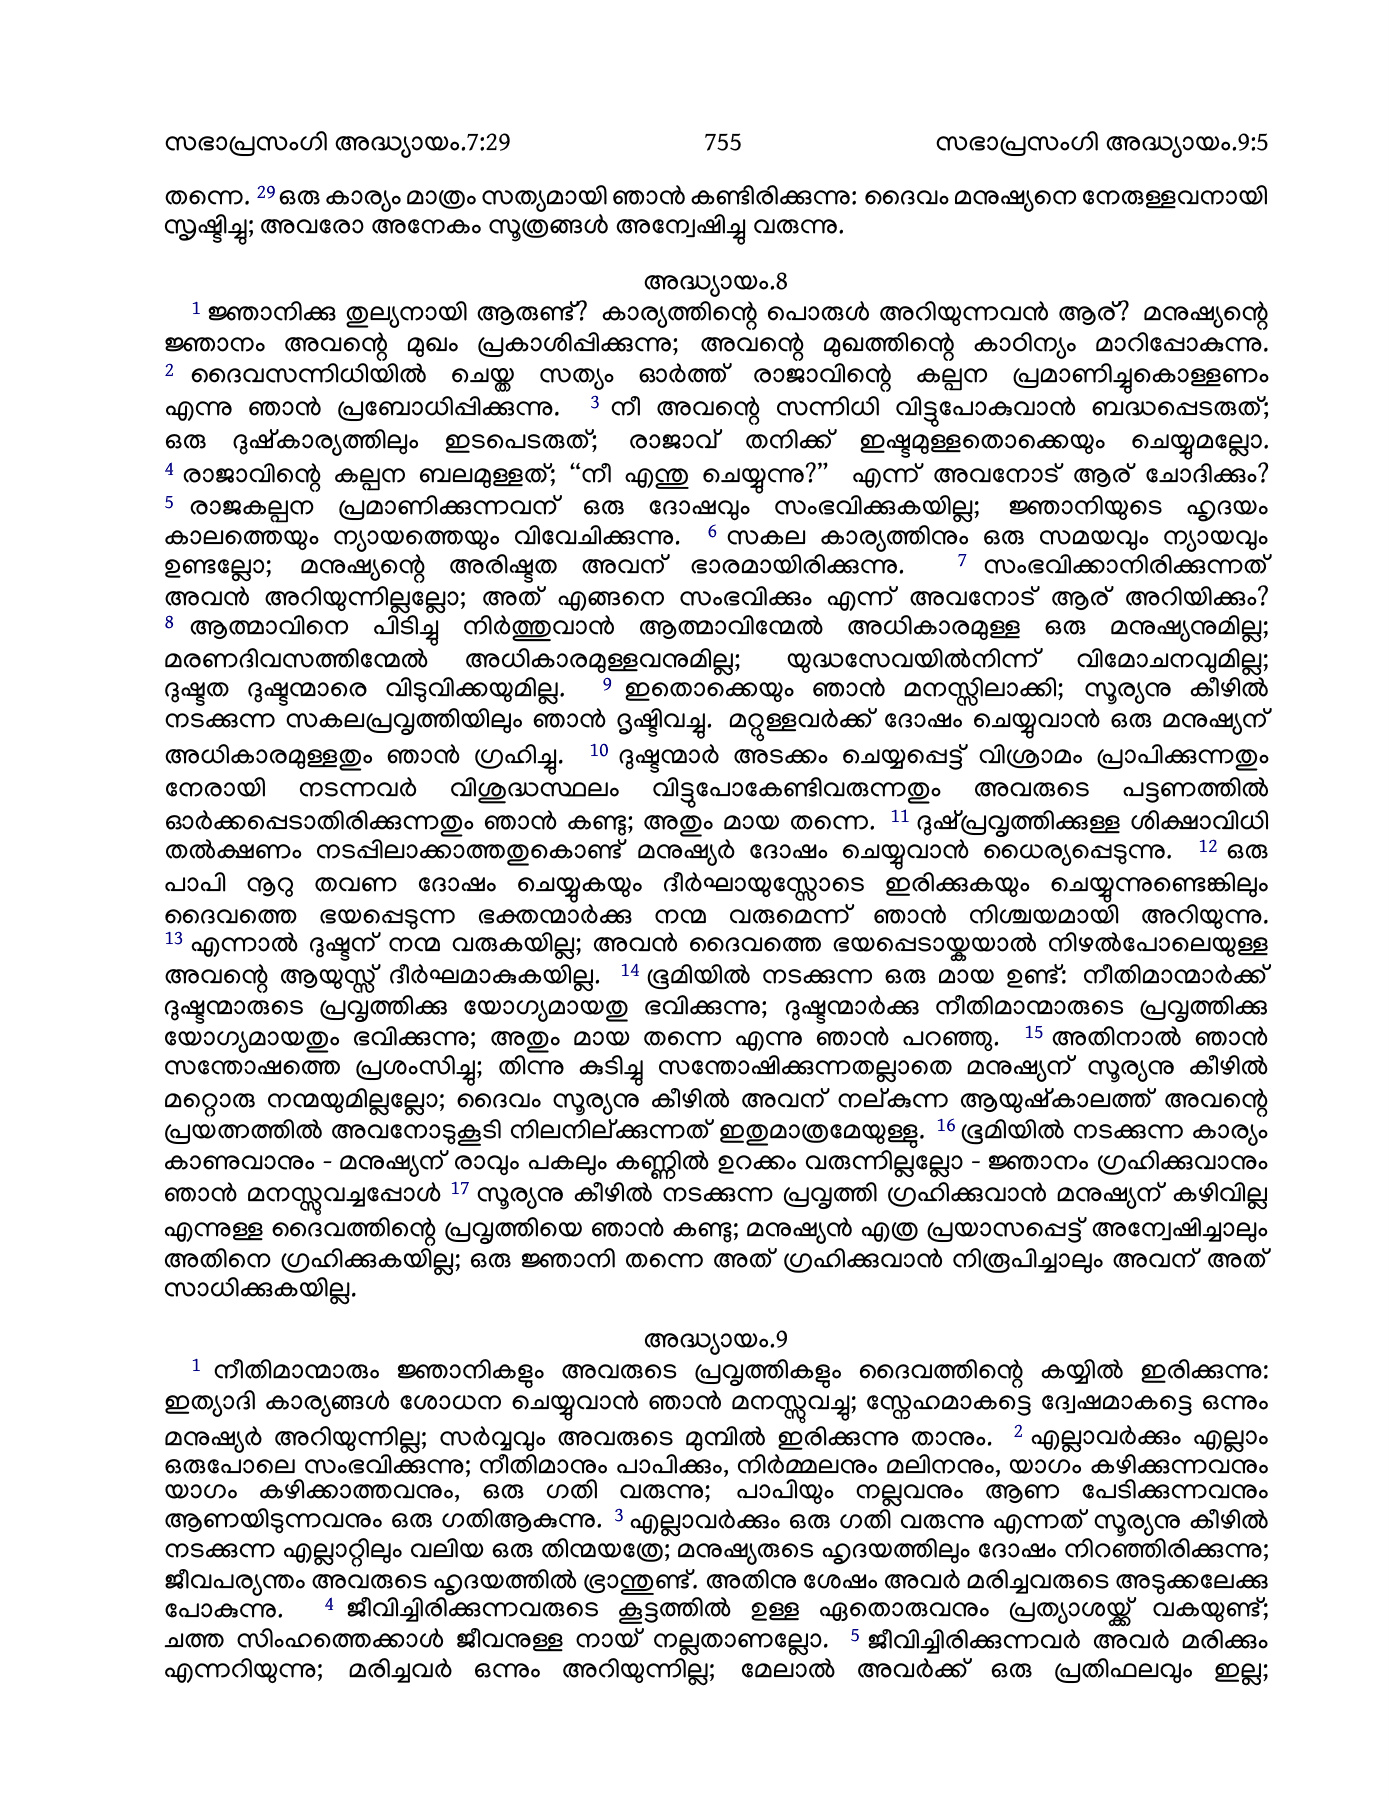 സഭാപ്രസംഗി അദ്ധ്യായം.7:29 755 സഭാപ്രസംഗി അദ്ധ്യായം.9:5
തന്നെ. 29 ഒരു കാര്യം മാത്രം സത്യമായി ഞാൻ കണ്ടിരിക്കുന്നു: ദൈവം മനുഷ്യനെ നേരുള്ളവനായി
സൃഷ്ടിച്ചു; അവരോ അനേകം സൂത്രങ്ങൾ അന്വേഷിച്ചു വരുന്നു.
അദ്ധ്യായം.8
1 ജ്ഞാനിക്കു തുല്യനായി ആരുണ്ട്? കാര്യത്തിന്റെ പൊരുൾ അറിയുന്നവൻ ആര്? മനുഷ്യന്റെ
ജ്ഞാനം അവന്റെ മുഖം പ്രകാശിപ്പിക്കുന്നു; അവന്റെ മുഖത്തിന്റെ കാഠിന്യം മാറിപ്പോകുന്നു.
2 ദൈവസന്നിധിയിൽ ചെയ്ത സത്യം ഓർത്ത് രാജാവിന്റെ കല്പന പ്രമാണിച്ചുകൊള്ളണം
എന്നു ഞാൻ പ്രബോധിപ്പിക്കുന്നു. 3 നീ അവന്റെ സന്നിധി വിട്ടുപോകുവാൻ ബദ്ധപ്പെടരുത്;
ഒരു ദുഷ്കാര്യത്തിലും ഇടപെടരുത്; രാജാവ് തനിക്ക് ഇഷ്ടമുള്ളതൊക്കെയും ചെയ്യുമല്ലോ.
4 രാജാവിന്റെ കല്പന ബലമുള്ളത്; “നീ എന്തു ചെയ്യുന്നു?” എന്ന് അവനോട് ആര് ചോദിക്കും?
5 രാജകല്പന പ്രമാണിക്കുന്നവന് ഒരു ദോഷവും സംഭവിക്കുകയില്ല; ജ്ഞാനിയുടെ ഹൃദയം
കാലത്തെയും ന്യായത്തെയും വിവേചിക്കുന്നു. 6 സകല കാര്യത്തിനും ഒരു സമയവും ന്യായവും
ഉണ്ടല്ലോ; മനുഷ്യന്റെ അരിഷ്ടത അവന് ഭാരമായിരിക്കുന്നു. 7 സംഭവിക്കാനിരിക്കുന്നത്
അവൻ അറിയുന്നില്ലല്ലോ; അത് എങ്ങനെ സംഭവിക്കും എന്ന് അവനോട് ആര് അറിയിക്കും?
8 ആത്മാവിനെ പിടിച്ചു നിർത്തുവാൻ ആത്മാവിന്മേൽ അധികാരമുള്ള ഒരു മനുഷ്യനുമില്ല;
മരണദിവസത്തിന്മേൽ അധികാരമുള്ളവനുമില്ല; യുദ്ധസേവയിൽനിന്ന് വിമോചനവുമില്ല;
ദുഷ്ടത ദുഷ്ടന്മാരെ വിടുവിക്കയുമില്ല. 9 ഇതൊക്കെയും ഞാൻ മനസ്സിലാക്കി; സൂര്യനു കീഴിൽ
നടക്കുന്ന സകലപ്രവൃത്തിയിലും ഞാൻ ദൃഷ്ടിവച്ചു. മറ്റുള്ളവർക്ക് ദോഷം ചെയ്യുവാൻ ഒരു മനുഷ്യന്
അധികാരമുള്ളതും ഞാൻ ഗ്രഹിച്ചു. 10 ദുഷ്ടന്മാർ അടക്കം ചെയ്യപ്പെട്ട് വിശ്രാമം പ്രാപിക്കുന്നതും
നേരായി നടന്നവർ വിശുദ്ധസ്ഥലം വിട്ടുപോകേണ്ടിവരുന്നതും അവരുടെ പട്ടണത്തിൽ
ഓർക്കപ്പെടാതിരിക്കുന്നതും ഞാൻ കണ്ടു; അതും മായ തന്നെ. 11 ദുഷ്പ്രവൃത്തിക്കുള്ള ശിക്ഷാവിധി
തൽക്ഷണം നടപ്പിലാക്കാത്തതുകൊണ്ട് മനുഷ്യർ ദോഷം ചെയ്യുവാൻ ധൈര്യപ്പെടുന്നു. 12 ഒരു
പാപി നൂറു തവണ ദോഷം ചെയ്യുകയും ദീർഘായുസ്സോടെ ഇരിക്കുകയും ചെയ്യുന്നുണ്ടെങ്കിലും
ദൈവത്തെ ഭയപ്പെടുന്ന ഭക്തന്മാർക്കു നന്മ വരുമെന്ന് ഞാൻ നിശ്ചയമായി അറിയുന്നു.
13 എന്നാൽ ദുഷ്ടന് നന്മ വരുകയില്ല; അവൻ ദൈവത്തെ ഭയപ്പെടായ്കയാൽ നിഴൽപോലെയുള്ള
അവന്റെ ആയുസ്സ് ദീർഘമാകുകയില്ല. 14 ഭൂമിയിൽ നടക്കുന്ന ഒരു മായ ഉണ്ട്: നീതിമാന്മാർക്ക്
ദുഷ്ടന്മാരുടെ പ്രവൃത്തിക്കു യോഗ്യമായതു ഭവിക്കുന്നു; ദുഷ്ടന്മാർക്കു നീതിമാന്മാരുടെ പ്രവൃത്തിക്കു
യോഗ്യമായതും ഭവിക്കുന്നു; അതും മായ തന്നെ എന്നു ഞാൻ പറഞ്ഞു. 15 അതിനാൽ ഞാൻ
സന്തോഷത്തെ പ്രശംസിച്ചു; തിന്നു കുടിച്ചു സന്തോഷിക്കുന്നതല്ലാതെ മനുഷ്യന് സൂര്യനു കീഴിൽ
മറ്റൊരു നന്മയുമില്ലല്ലോ; ദൈവം സൂര്യനു കീഴിൽ അവന് നല്കുന്ന ആയുഷ്കാലത്ത് അവന്റെ
പ്രയത്നത്തിൽ അവനോടുകൂടി നിലനില്ക്കുന്നത് ഇതുമാത്രമേയുള്ളു. 16 ഭൂമിയിൽ നടക്കുന്ന കാര്യം
കാണുവാനും - മനുഷ്യന് രാവും പകലും കണ്ണിൽ ഉറക്കം വരുന്നില്ലല്ലോ - ജ്ഞാനം ഗ്രഹിക്കുവാനും
ഞാൻ മനസ്സുവച്ചപ്പോൾ 17 സൂര്യനു കീഴിൽ നടക്കുന്ന പ്രവൃത്തി ഗ്രഹിക്കുവാൻ മനുഷ്യന് കഴിവില്ല
എന്നുള്ള ദൈവത്തിന്റെ പ്രവൃത്തിയെ ഞാൻ കണ്ടു; മനുഷ്യൻ എത്ര പ്രയാസപ്പെട്ട് അന്വേഷിച്ചാലും
അതിനെ ഗ്രഹിക്കുകയില്ല; ഒരു ജ്ഞാനി തന്നെ അത് ഗ്രഹിക്കുവാൻ നിരൂപിച്ചാലും അവന് അത്
സാധിക്കുകയില്ല.
അദ്ധ്യായം.9
1 നീതിമാന്മാരും ജ്ഞാനികളും അവരുടെ പ്രവൃത്തികളും ദൈവത്തിന്റെ കയ്യിൽ ഇരിക്കുന്നു:
ഇത്യാദി കാര്യങ്ങൾ ശോധന ചെയ്യുവാൻ ഞാൻ മനസ്സുവച്ചു; സ്നേഹമാകട്ടെ ദ്വേഷമാകട്ടെ ഒന്നും
മനുഷ്യർ അറിയുന്നില്ല; സർവ്വവും അവരുടെ മുമ്പിൽ ഇരിക്കുന്നു താനും. 2 എല്ലാവർക്കും എല്ലാം
ഒരുപോലെ സംഭവിക്കുന്നു; നീതിമാനും പാപിക്കും, നിർമ്മലനും മലിനനും, യാഗം കഴിക്കുന്നവനും
യാഗം കഴിക്കാത്തവനും, ഒരു ഗതി വരുന്നു; പാപിയും നല്ലവനും ആണ പേടിക്കുന്നവനും
ആണയിടുന്നവനും ഒരു ഗതിആകുന്നു. 3 എല്ലാവർക്കും ഒരു ഗതി വരുന്നു എന്നത് സൂര്യനു കീഴിൽ
നടക്കുന്ന എല്ലാറ്റിലും വലിയ ഒരു തിന്മയത്രേ; മനുഷ്യരുടെ ഹൃദയത്തിലും ദോഷം നിറഞ്ഞിരിക്കുന്നു;
ജീവപര്യന്തം അവരുടെ ഹൃദയത്തിൽ ഭ്രാന്തുണ്ട്. അതിനു ശേഷം അവർ മരിച്ചവരുടെ അടുക്കലേക്കു
പോകുന്നു. 4 ജീവിച്ചിരിക്കുന്നവരുടെ കൂട്ടത്തിൽ ഉള്ള ഏതൊരുവനും പ്രത്യാശയ്ക്ക് വകയുണ്ട്;
ചത്ത സിംഹത്തെക്കാൾ ജീവനുള്ള നായ് നല്ലതാണല്ലോ. 5 ജീവിച്ചിരിക്കുന്നവർ അവർ മരിക്കും
എന്നറിയുന്നു; മരിച്ചവർ ഒന്നും അറിയുന്നില്ല; മേലാൽ അവർക്ക് ഒരു പ്രതിഫലവും ഇല്ല;